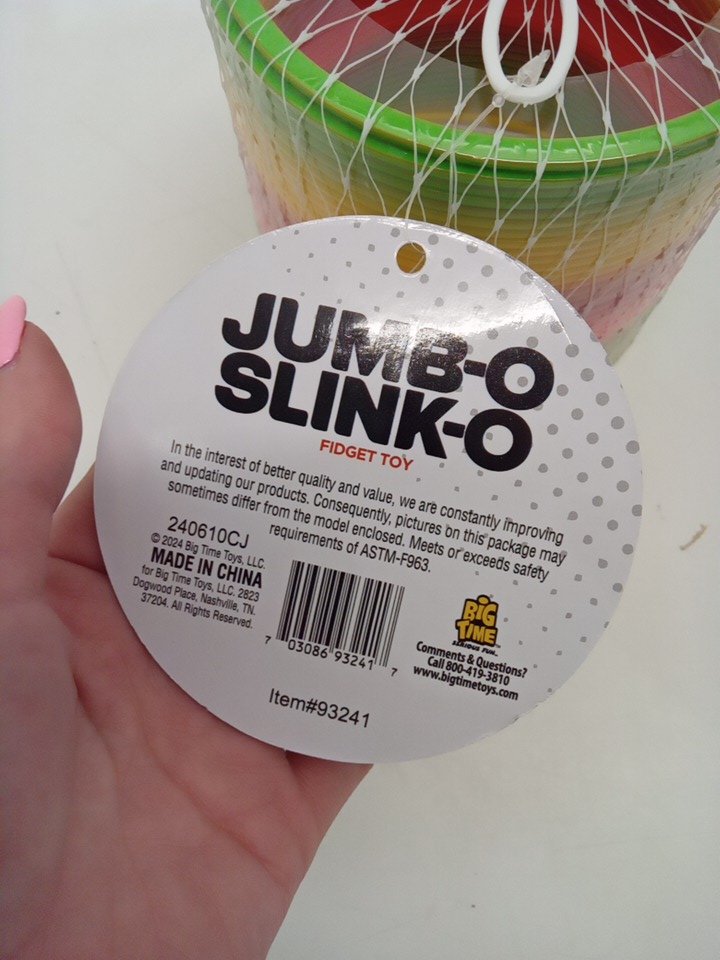 JUMB-O
SLINK-O
FIDGET TOY
In the interest of better quality and value, we are constantly improving
and updating our products. Consequently, pictures on this package may
sometimes differ from the model enclosed. Meets or exceeds safety
requirements of ASTM-F963.
240610CJ
© 2024 Big Time Toys, LLC.
MADE IN CHINA
for Big Time Toys, LLC. 2823
Dogwood Place, Nashville, TN.
37204. All Rights Reserved.
7 03086 93241 7
BIG
TIME
SERIOUS FUN..
Comments & Questions?
Call 800-419-3810
www.bigtimetoys.com
Item#93241